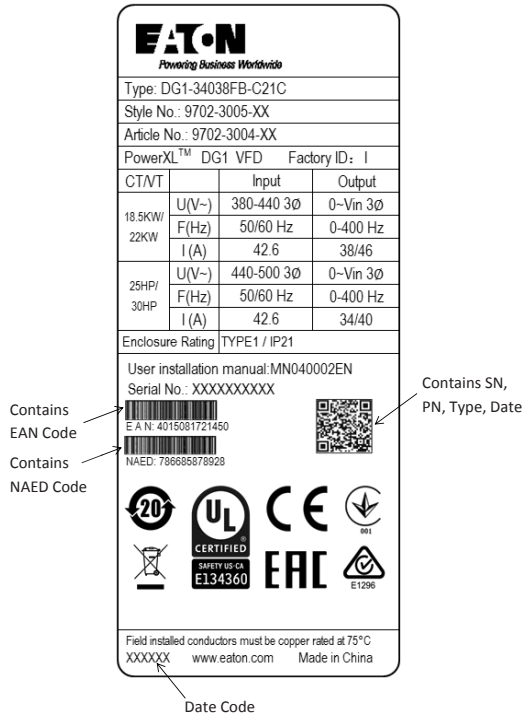 EATON
Powering Business Worldwide
Type: DG1-34038FB-C21C
Style No.: 9702-3005-XX
Article No.: 9702-3004-XX
PowerXL™ DG1 VFD Factory ID: I
CT/VT Input Output
18.5KW/ 22KW U(V~) 380-440 3Ø 0~Vin 3Ø
F(Hz) 50/60 Hz 0-400 Hz
I (A) 42.6 38/46
25HP/ 30HP U(V~) 440-500 3Ø 0~Vin 3Ø
F(Hz) 50/60 Hz 0-400 Hz
I (A) 42.6 34/40
Enclosure Rating TYPE1 / IP21
User installation manual:MN040002EN
Serial No.: XXXXXXXXXX
Contains SN,
PN, Type, Date
Contains
EAN Code
E A N: 4015081721450
Contains
NAED Code
NAED: 786685878928
20
UL
®
CERTIFIED
SAFETY US-CA
E134360
CE
001
EAC
E1296
Field installed conductors must be copper rated at 75°C
XXXXXX www.eaton.com Made in China
Date Code